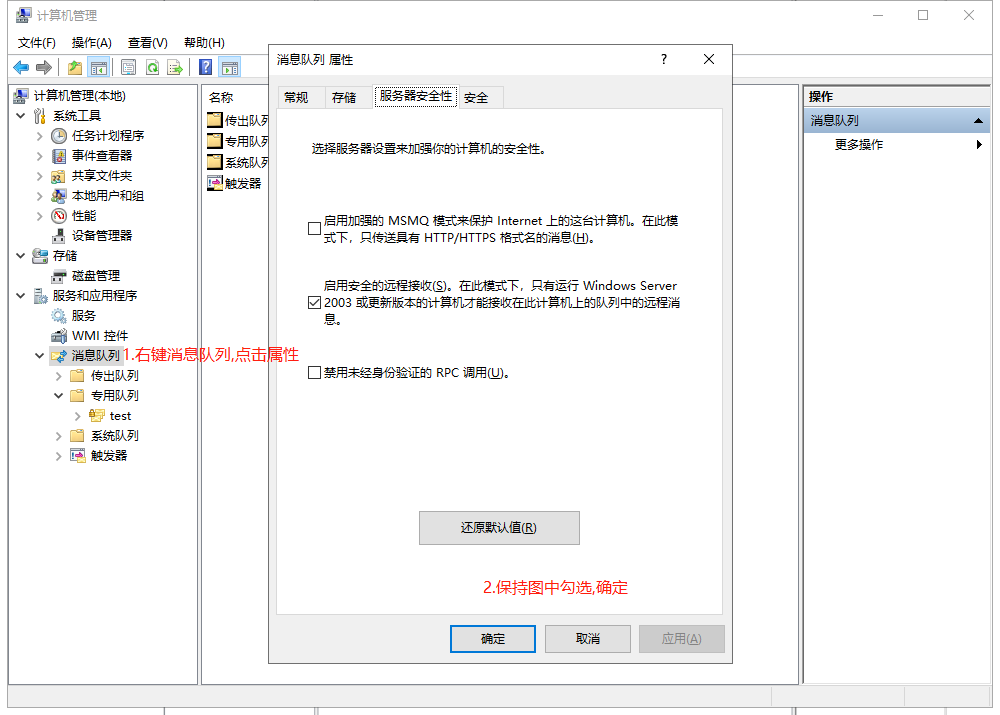 计算机管理
文件(F) 操作(A) 查看(V) 帮助(H)
计算机管理(本地)
系统工具
任务计划程序
事件查看器
共享文件夹
本地用户和组
性能
设备管理器
存储
磁盘管理
服务和应用程序
服务
WMI 控件
消息队列
1.右键消息队列,点击属性
传出队列
专用队列
test
系统队列
触发器
名称
传出队列
专用队列
系统队列
触发器
消息队列 属性
常规 存储 服务器安全性 安全
选择服务器设置来加强你的计算机的安全性。
启用加强的 MSMQ 模式来保护 Internet 上的这台计算机。在此模
式下，只传送具有 HTTP/HTTPS 格式名的消息(H)。
启用安全的远程接收(S)。在此模式下，只有运行 Windows Server
2003 或更新版本的计算机才能接收在此计算机上的队列中的远程消
息。
禁用未经身份验证的 RPC 调用(U)。
还原默认值(R)
2.保持图中勾选,确定
确定 取消 应用(A)
操作
消息队列
更多操作